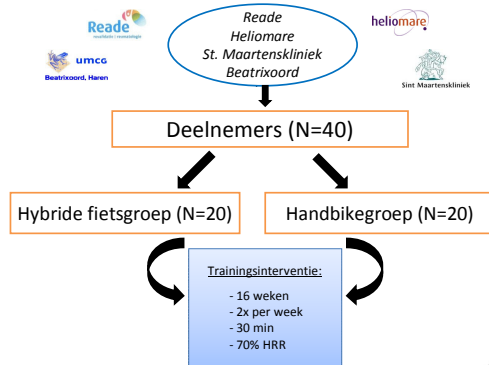 Reade
revalidatie | reumatologie
umcg
Beatrixoord, Haren
Reade
Heliomare
St. Maartenskliniek
Beatrixoord
heliomare
Sint Maartenskliniek
Deelnemers (N=40)
Hybride fietsgroep (N=20)
Handbikegroep (N=20)
Trainingsinterventie:
- 16 weken
- 2x per week
- 30 min
- 70% HRR